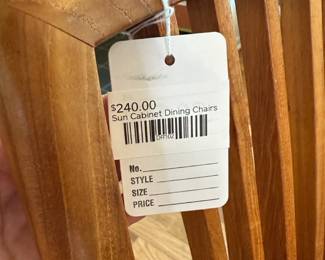 $240.00
Sun Cabinet Dining Chairs
No.
STYLE
SIZE
PRICE